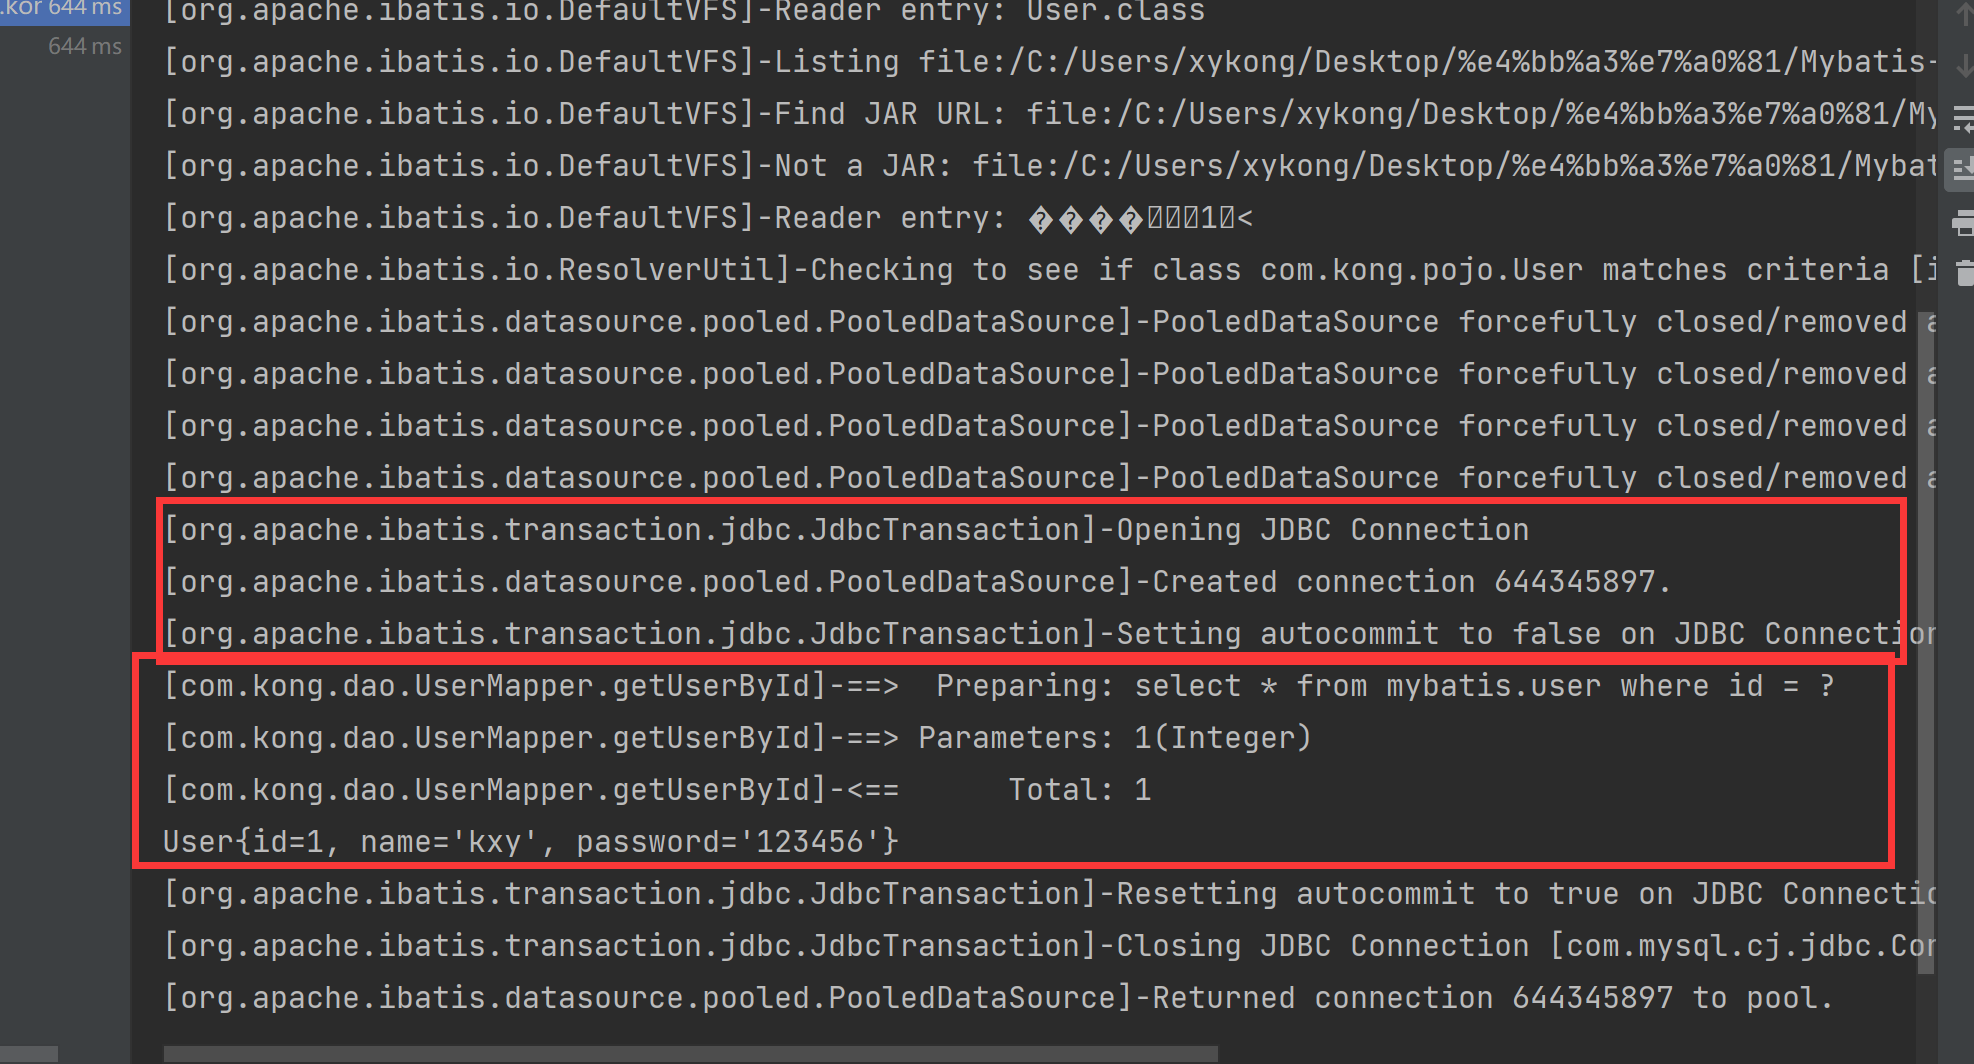 .kor 644 ms
644 ms
[org.apache.ibatis.io.DefaultVFS]-Reader entry: User.class
[org.apache.ibatis.io.DefaultVFS]-Listing file:/C:/Users/xykong/Desktop/%e4%bb%a3%e7%a0%81/Mybatis-
[org.apache.ibatis.io.DefaultVFS]-Find JAR URL: file:/C:/Users/xykong/Desktop/%e4%bb%a3%e7%a0%81/My
[org.apache.ibatis.io.DefaultVFS]-Not a JAR: file:/C:/Users/xykong/Desktop/%e4%bb%a3%e7%a0%81/Mybat
[org.apache.ibatis.io.DefaultVFS]-Reader entry: ����1<
[org.apache.ibatis.io.ResolverUtil]-Checking to see if class com.kong.pojo.User matches criteria [i
[org.apache.ibatis.datasource.pooled.PooledDataSource]-PooledDataSource forcefully closed/removed a
[org.apache.ibatis.datasource.pooled.PooledDataSource]-PooledDataSource forcefully closed/removed a
[org.apache.ibatis.datasource.pooled.PooledDataSource]-PooledDataSource forcefully closed/removed a
[org.apache.ibatis.datasource.pooled.PooledDataSource]-PooledDataSource forcefully closed/removed a
[org.apache.ibatis.transaction.jdbc.JdbcTransaction]-Opening JDBC Connection
[org.apache.ibatis.datasource.pooled.PooledDataSource]-Created connection 644345897.
[org.apache.ibatis.transaction.jdbc.JdbcTransaction]-Setting autocommit to false on JDBC Connection
[com.kong.dao.UserMapper.getUserById]-==>  Preparing: select * from mybatis.user where id = ?
[com.kong.dao.UserMapper.getUserById]-==> Parameters: 1(Integer)
[com.kong.dao.UserMapper.getUserById]-<==      Total: 1
User{id=1, name='kxy', password='123456'}
[org.apache.ibatis.transaction.jdbc.JdbcTransaction]-Resetting autocommit to true on JDBC Connectio
[org.apache.ibatis.transaction.jdbc.JdbcTransaction]-Closing JDBC Connection [com.mysql.cj.jdbc.Con
[org.apache.ibatis.datasource.pooled.PooledDataSource]-Returned connection 644345897 to pool.